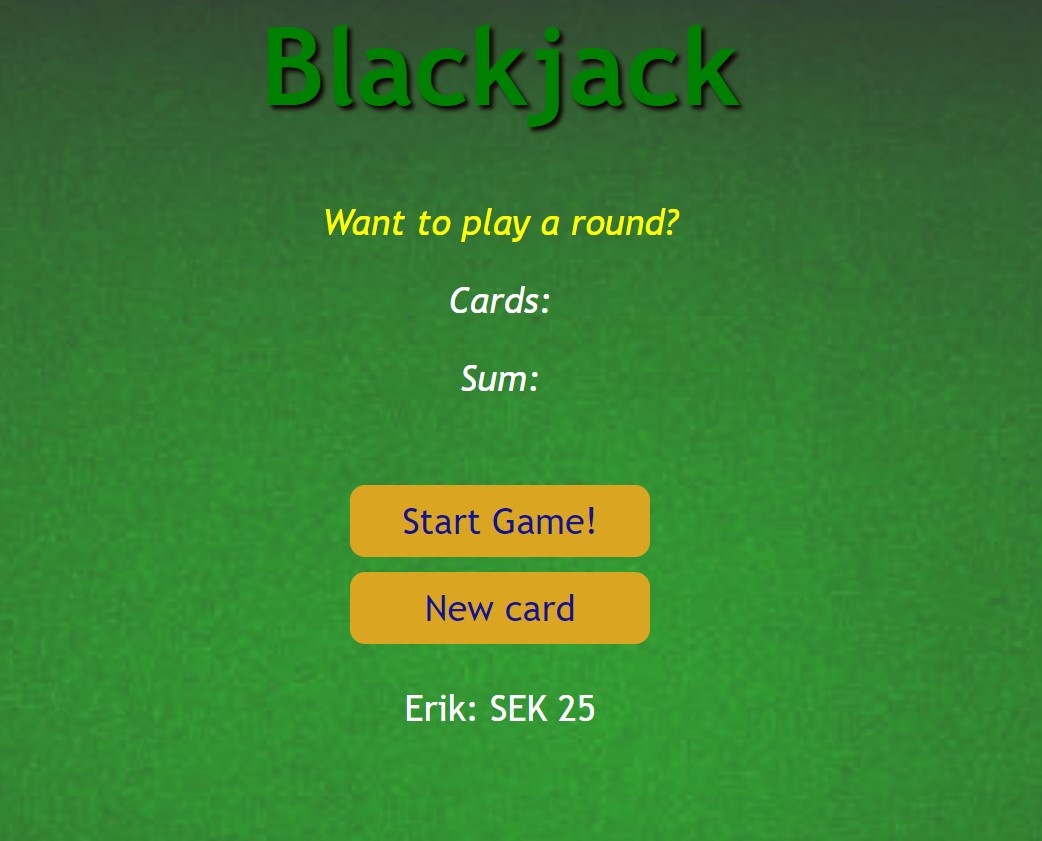 Blackjack
Want to play a round?
Cards:
Sum:
Start Game!
New card
Erik: SEK 25